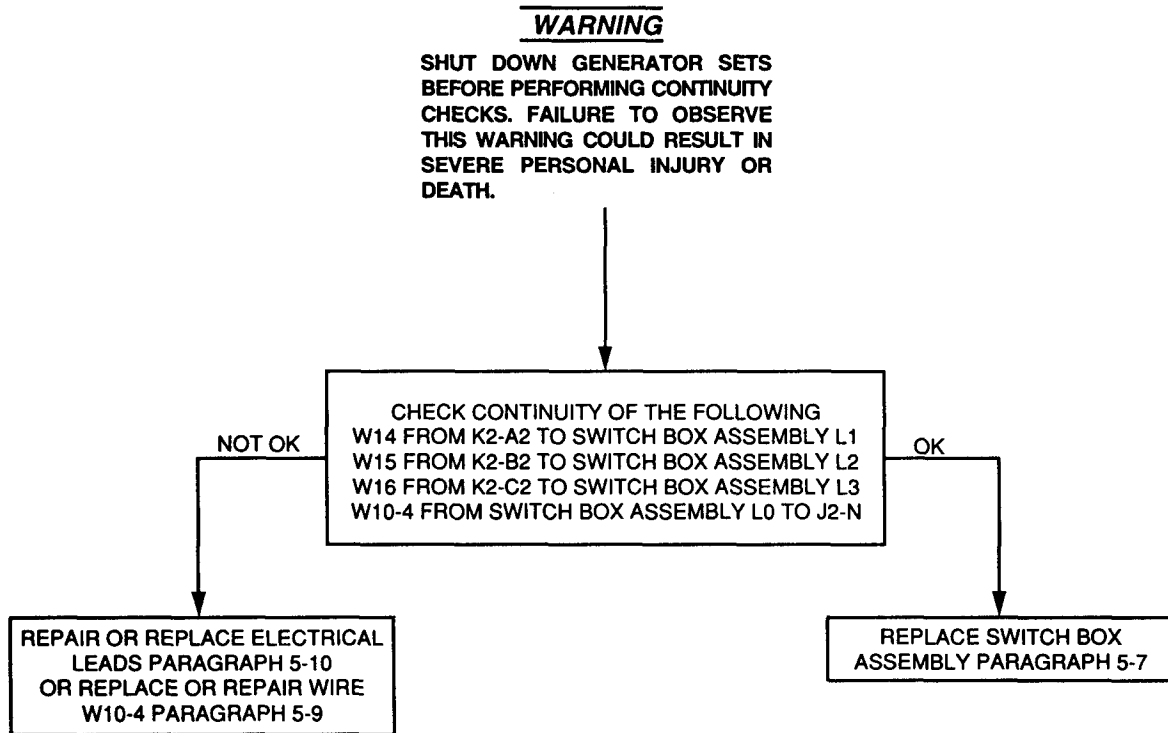 WARNING
SHUT DOWN GENERATOR SETS
BEFORE PERFORMING CONTINUITY
CHECKS. FAILURE TO OBSERVE
THIS WARNING COULD RESULT IN
SEVERE PERSONAL INJURY OR
DEATH.
CHECK CONTINUITY OF THE FOLLOWING
W14 FROM K2-A2 TO SWITCH BOX ASSEMBLY L1
W15 FROM K2-B2 TO SWITCH BOX ASSEMBLY L2
W16 FROM K2-C2 TO SWITCH BOX ASSEMBLY L3
W10-4 FROM SWITCH BOX ASSEMBLY L0 TO J2-N
NOT OK
OK
REPAIR OR REPLACE ELECTRICAL
LEADS PARAGRAPH 5-10
OR REPLACE OR REPAIR WIRE
W10-4 PARAGRAPH 5-9
REPLACE SWITCH BOX
ASSEMBLY PARAGRAPH 5-7